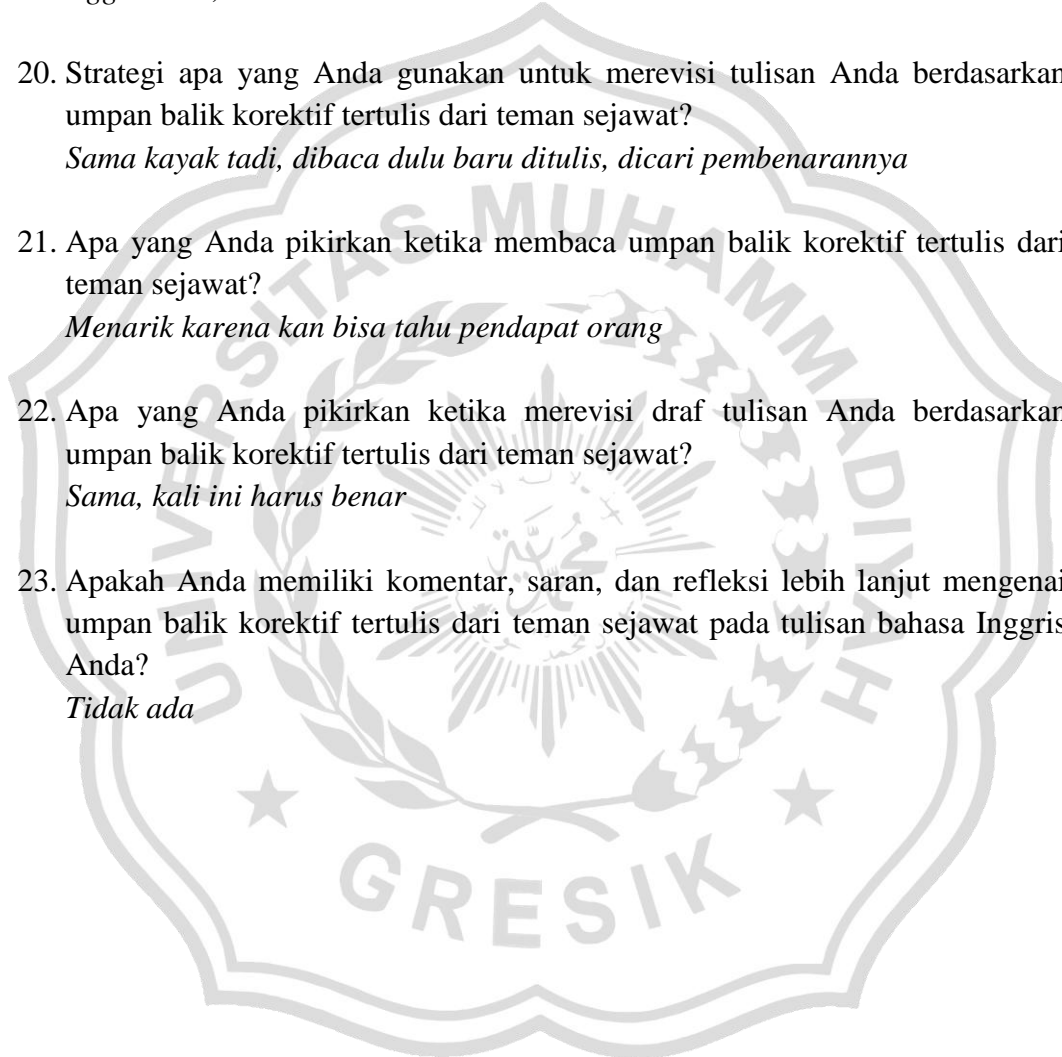 20. Strategi apa yang Anda gunakan untuk merevisi tulisan Anda berdasarkan
umpan balik korektif tertulis dari teman sejawat?
Sama kayak tadi, dibaca dulu baru ditulis, dicari pembenarannya
21. Apa yang Anda pikirkan ketika membaca umpan balik korektif tertulis dari
teman sejawat?
Menarik karena kan bisa tahu pendapat orang
22. Apa yang Anda pikirkan ketika merevisi draf tulisan Anda berdasarkan
umpan balik korektif tertulis dari teman sejawat?
Sama, kali ini harus benar
23. Apakah Anda memiliki komentar, saran, dan refleksi lebih lanjut mengenai
umpan balik korektif tertulis dari teman sejawat pada tulisan bahasa Inggris
Anda?
Tidak ada
UNIVERSITAS MUHAMMADIYAH
GRESIK